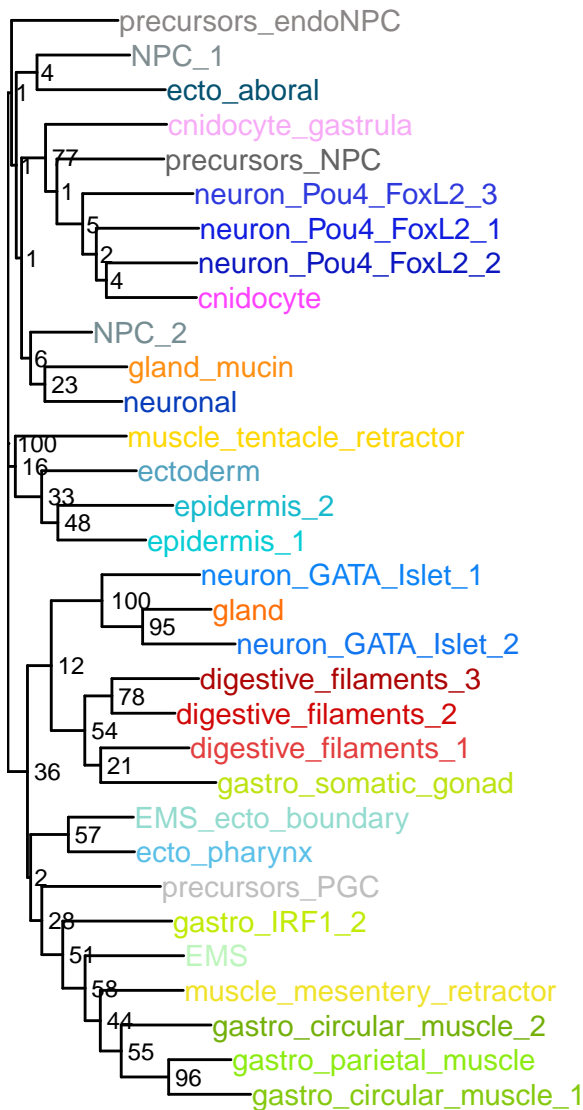 precursors_endoNPC
NPC_1
4
1
ecto_aboral
cnidocyte_gastrula
77
1
precursors_NPC
1
neuron_Pou4_FoxL2_3
5
neuron_Pou4_FoxL2_1
2
neuron_Pou4_FoxL2_2
1
4
cnidocyte
NPC_2
6
gland_mucin
23
neuronal
100
muscle_tentacle_retractor
16
ectoderm
33
epidermis_2
48
epidermis_1
neuron_GATA_Islet_1
100
gland
95
neuron_GATA_Islet_2
12
digestive_filaments_3
78
digestive_filaments_2
54
digestive_filaments_1
21
36
gastro_somatic_gonad
EMS_ecto_boundary
57
ecto_pharynx
2
precursors_PGC
28
gastro_IRF1_2
51
EMS
58
muscle_mesentery_retractor
44
gastro_circular_muscle_2
55
gastro_parietal_muscle
96
gastro_circular_muscle_1